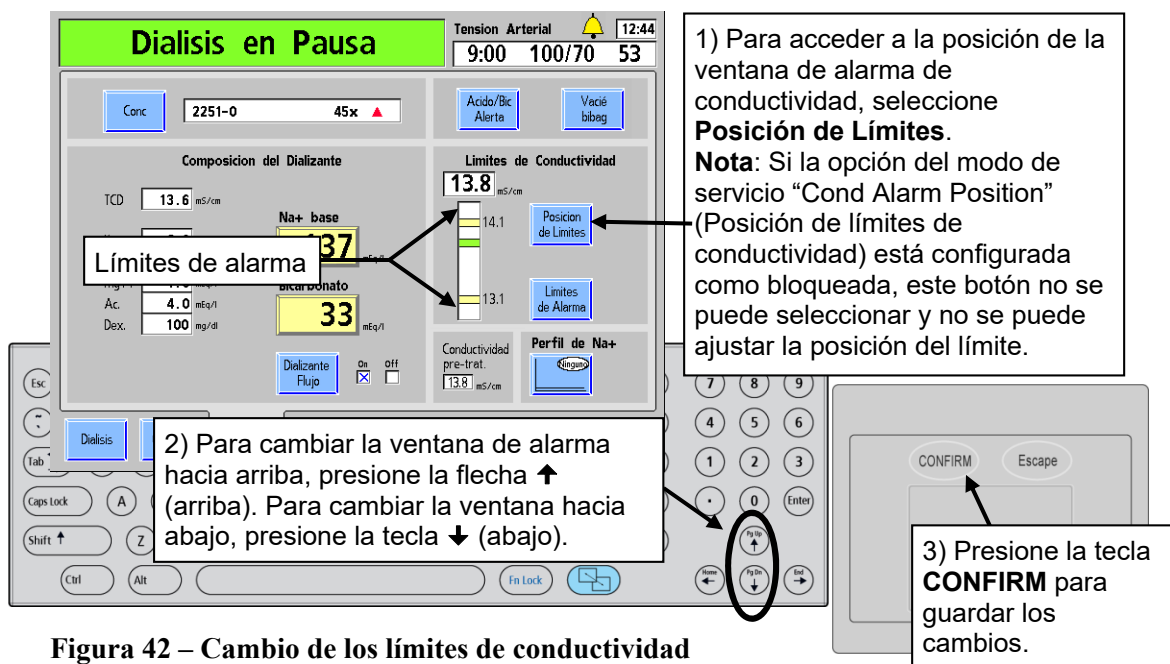 Dialisis en Pausa
Tension Arterial
12:44
9:00 100/70 53
Conc
2251-0 45x
Acido/Bic
Alerta
Vacié
bibag
Composicion del Dializante
TCD 13.6 mS/cm
Na+ base
Bicarbonato
33 mEq/l
Ac. 4.0 mEq/l
Dex. 100 mg/dl
Dializante
Flujo
On Off
Limites de Conductividad
13.8 mS/cm
14.1
13.1
Posicion
de Limites
Limites
de Alarma
Conductividad
pre-trat.
13.8 mS/cm
Perfil de Na+
Ninguno
Dialisis
Límites de alarma
1) Para acceder a la posición de la
ventana de alarma de
conductividad, seleccione
Posición de Límites.
Nota: Si la opción del modo de
servicio “Cond Alarm Position”
(Posición de límites de
conductividad) está configurada
como bloqueada, este botón no se
puede seleccionar y no se puede
ajustar la posición del límite.
2) Para cambiar la ventana de alarma
hacia arriba, presione la flecha ↑
(arriba). Para cambiar la ventana hacia
abajo, presione la tecla ↓ (abajo).
3) Presione la tecla
CONFIRM para
guardar los
cambios.
Esc
7 8 9
4 5 6
Tab
1 2 3
Caps Lock A
. 0 Enter
Shift ↑ Z
Pg Up ↑
Ctrl Alt
Fn Lock
Home ←
Pg Dn ↓
End →
CONFIRM Escape
Figura 42 – Cambio de los límites de conductividad